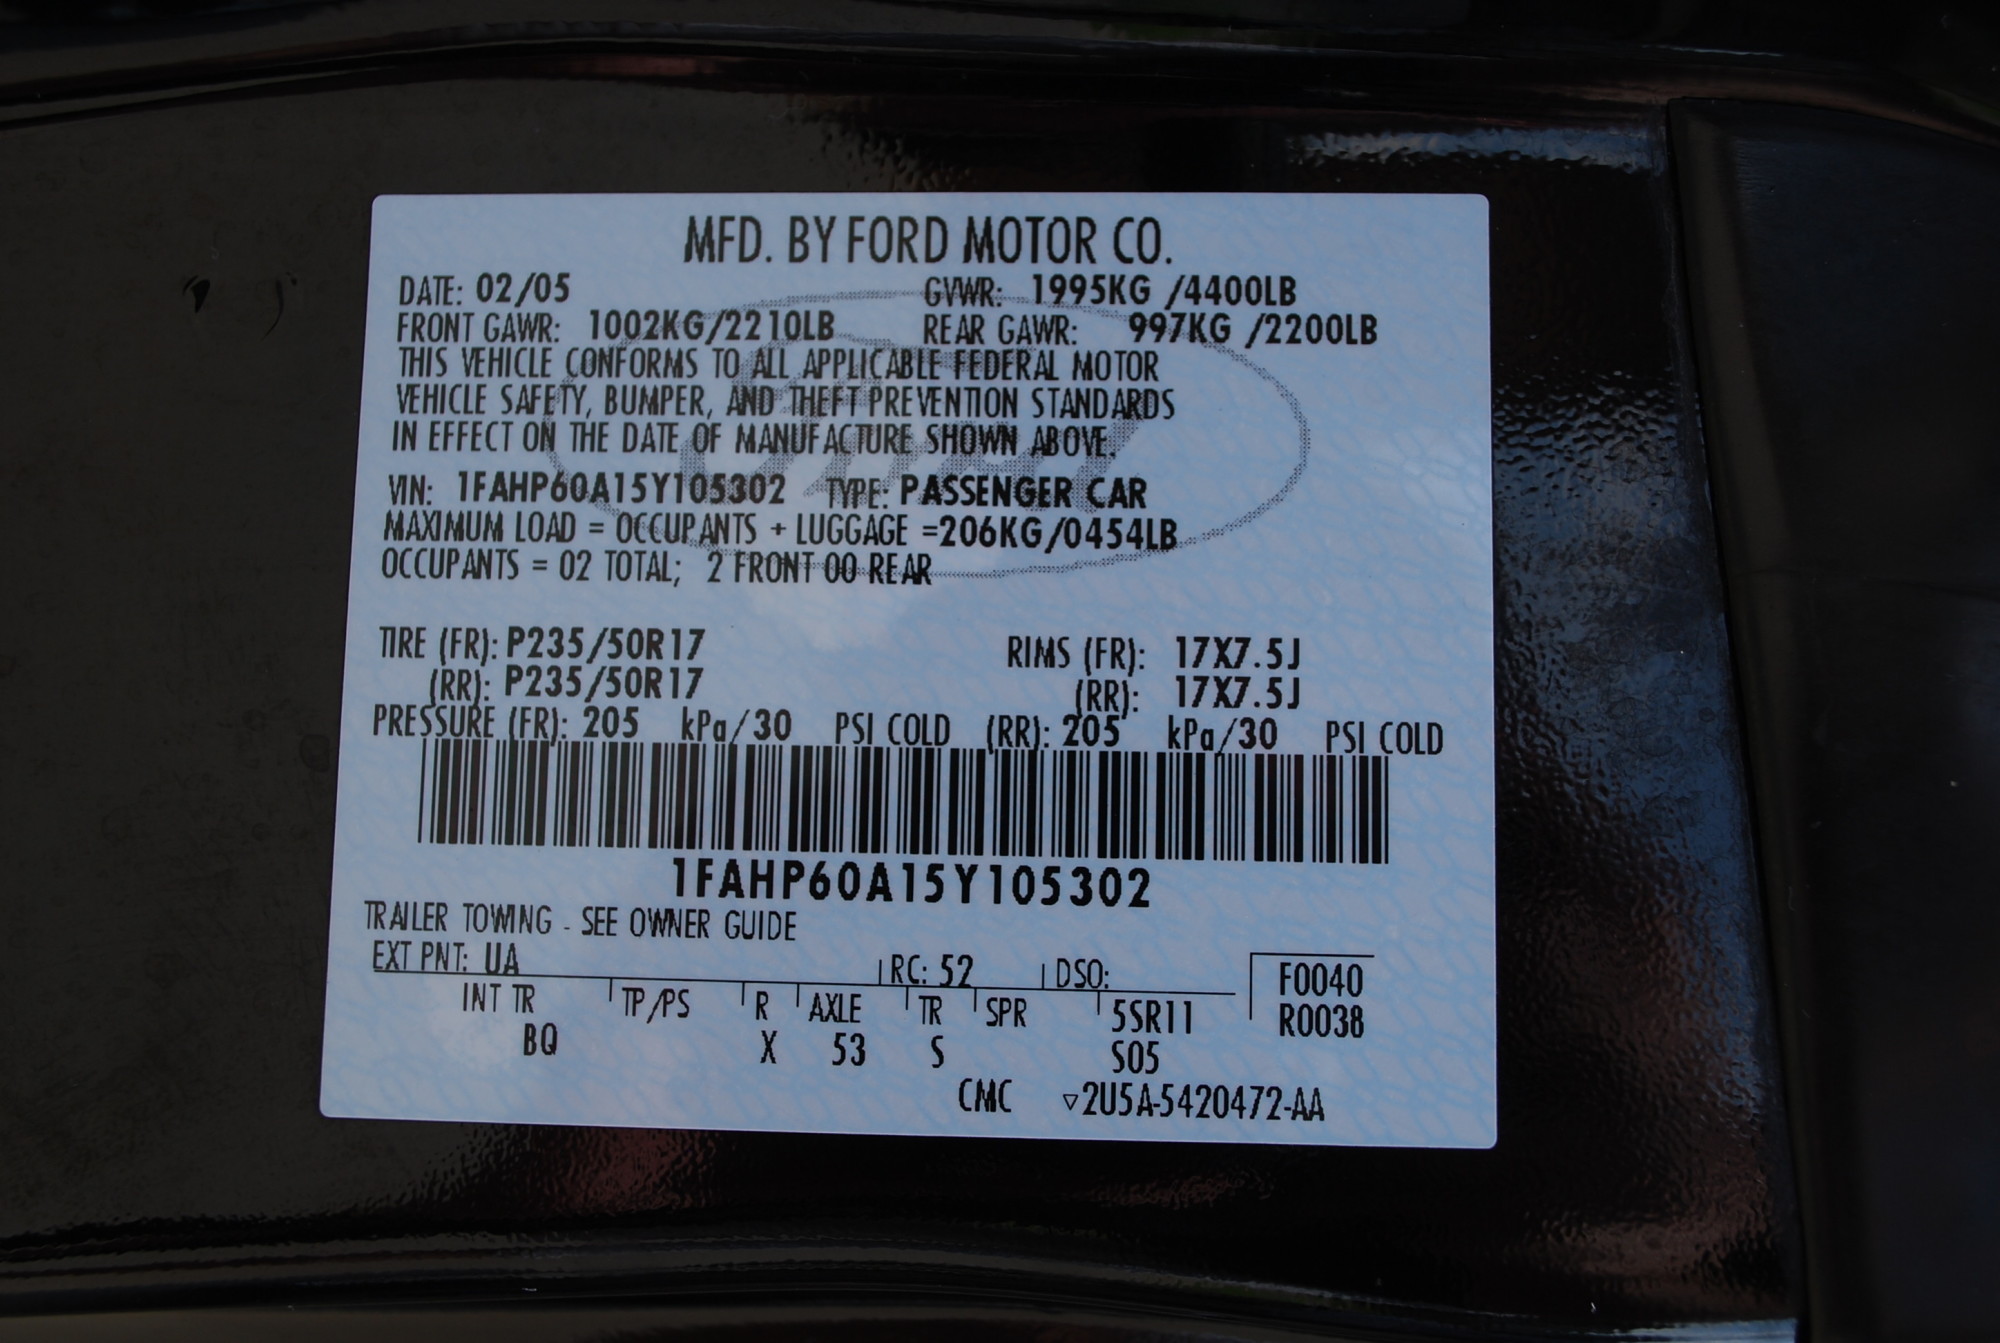 MFD. BY FORD MOTOR CO.
DATE: 02/05 GVWR: 1995KG /4400LB
FRONT GAWR: 1002KG/2210LB REAR GAWR: 997KG /2200LB
THIS VEHICLE CONFORMS TO ALL APPLICABLE FEDERAL MOTOR
VEHICLE SAFETY, BUMPER, AND THEFT PREVENTION STANDARDS
IN EFFECT ON THE DATE OF MANUFACTURE SHOWN ABOVE.
VIN: 1FAHP60A15Y105302 TYPE: PASSENGER CAR
MAXIMUM LOAD = OCCUPANTS + LUGGAGE =206KG/0454LB
OCCUPANTS = 02 TOTAL; 2 FRONT 00 REAR
TIRE (FR): P235/50R17 RIMS (FR): 17X7.5J
(RR): P235/50R17 (RR): 17X7.5J
PRESSURE (FR): 205 kPa/30 PSI COLD (RR): 205 kPa/30 PSI COLD
1FAHP60A15Y105302
TRAILER TOWING - SEE OWNER GUIDE
EXT PNT: UA RC: 52 DSO: F0040
INT TR TP/PS R AXLE TR SPR 5SR11 R0038
BQ X 53 S S05
CMC ▽2U5A-5420472-AA